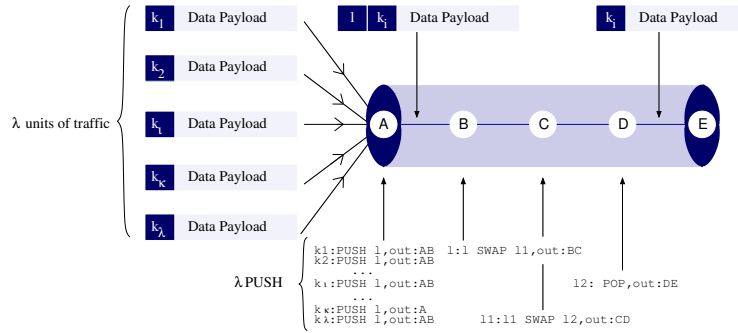 k1 Data Payload
l ki Data Payload
ki Data Payload
k2 Data Payload
λ units of traffic
kι Data Payload
A B C D E
kκ Data Payload
kλ Data Payload
λ PUSH
k1:PUSH l,out:AB
k2:PUSH l,out:AB
...
kι:PUSH l,out:AB
...
kκ:PUSH l,out:A
kλ:PUSH l,out:AB
l:l SWAP l1,out:BC
l2: POP,out:DE
l1:l1 SWAP l2,out:CD